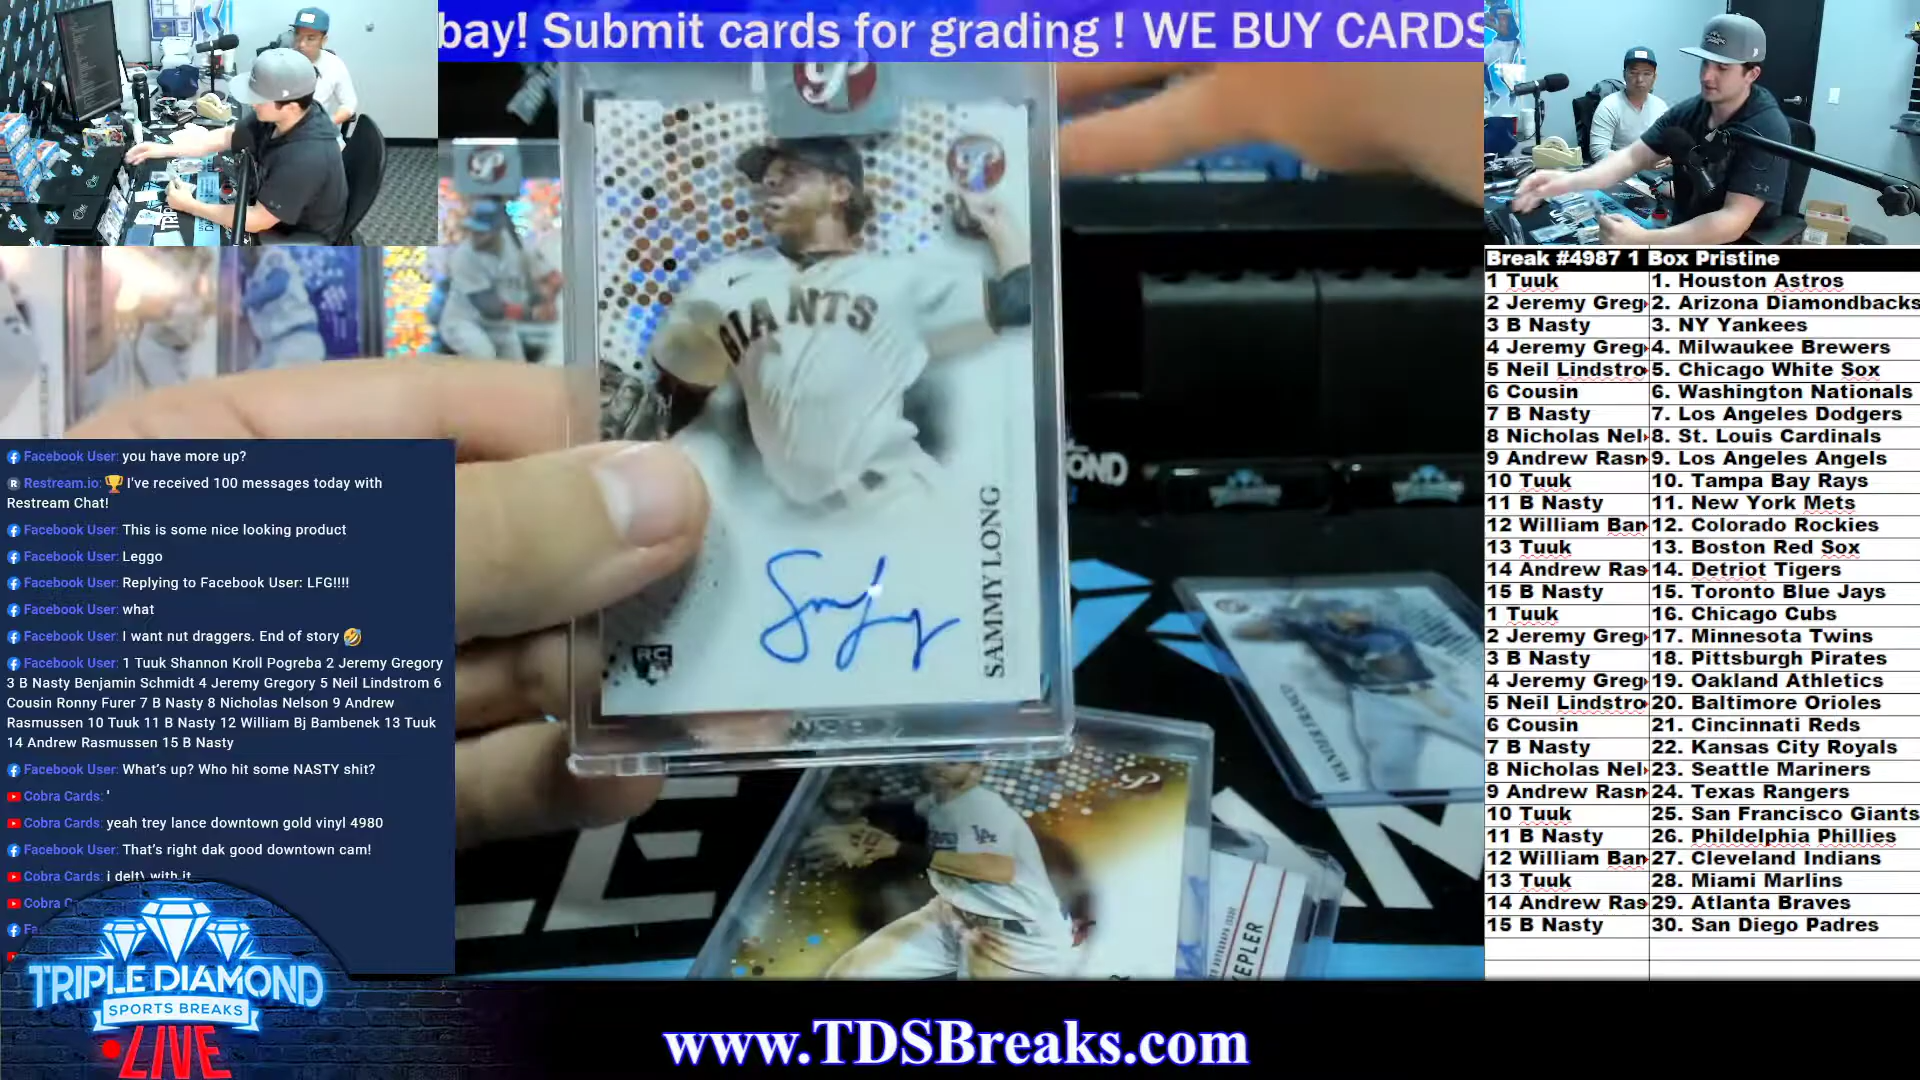 bay! Submit cards for grading ! WE BUY CARDS
GIANTS
SAMMY LONG
RC
KEPLER
Facebook User: you have more up?
Restream.io: 🏆 I've received 100 messages today with
Restream Chat!
Facebook User: This is some nice looking product
Facebook User: Leggo
Facebook User: Replying to Facebook User: LFG!!!!
Facebook User: what
Facebook User: I want nut draggers. End of story 🤣
Facebook User: 1 Tuuk Shannon Kroll Pogreba 2 Jeremy Gregory
3 B Nasty Benjamin Schmidt 4 Jeremy Gregory 5 Neil Lindstrom 6
Cousin Ronny Furer 7 B Nasty 8 Nicholas Nelson 9 Andrew
Rasmussen 10 Tuuk 11 B Nasty 12 William Bj Bambenek 13 Tuuk
14 Andrew Rasmussen 15 B Nasty
Facebook User: What's up? Who hit some NASTY shit?
Cobra Cards: '
Cobra Cards: yeah trey lance downtown gold vinyl 4980
Facebook User: That's right dak good downtown cam!
Cobra Cards: i delt\ with it
Cobra C
Fa
TRIPLE DIAMOND
SPORTS BREAKS
LIVE
www.TDSBreaks.com
Break #4987 1 Box Pristine
1 Tuuk 1. Houston Astros
2 Jeremy Greg 2. Arizona Diamondbacks
3 B Nasty 3. NY Yankees
4 Jeremy Greg 4. Milwaukee Brewers
5 Neil Lindstro 5. Chicago White Sox
6 Cousin 6. Washington Nationals
7 B Nasty 7. Los Angeles Dodgers
8 Nicholas Nel 8. St. Louis Cardinals
9 Andrew Rasn 9. Los Angeles Angels
10 Tuuk 10. Tampa Bay Rays
11 B Nasty 11. New York Mets
12 William Ban 12. Colorado Rockies
13 Tuuk 13. Boston Red Sox
14 Andrew Ras 14. Detriot Tigers
15 B Nasty 15. Toronto Blue Jays
1 Tuuk 16. Chicago Cubs
2 Jeremy Greg 17. Minnesota Twins
3 B Nasty 18. Pittsburgh Pirates
4 Jeremy Greg 19. Oakland Athletics
5 Neil Lindstro 20. Baltimore Orioles
6 Cousin 21. Cincinnati Reds
7 B Nasty 22. Kansas City Royals
8 Nicholas Nel 23. Seattle Mariners
9 Andrew Rasn 24. Texas Rangers
10 Tuuk 25. San Francisco Giants
11 B Nasty 26. Phildelphia Phillies
12 William Ban 27. Cleveland Indians
13 Tuuk 28. Miami Marlins
14 Andrew Ras 29. Atlanta Braves
15 B Nasty 30. San Diego Padres